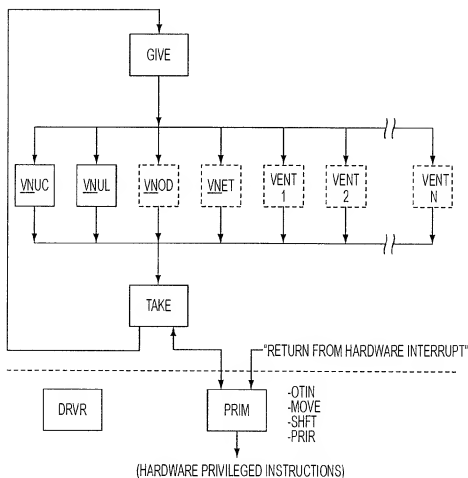 GIVE
VNUC
VNUL
VNOD
VNET
VENT
1
VENT
2
VENT
N
TAKE
"RETURN FROM HARDWARE INTERRUPT"
DRVR
PRIM
-OTIN
-MOVE
-SHFT
-PRIR
(HARDWARE PRIVILEGED INSTRUCTIONS)